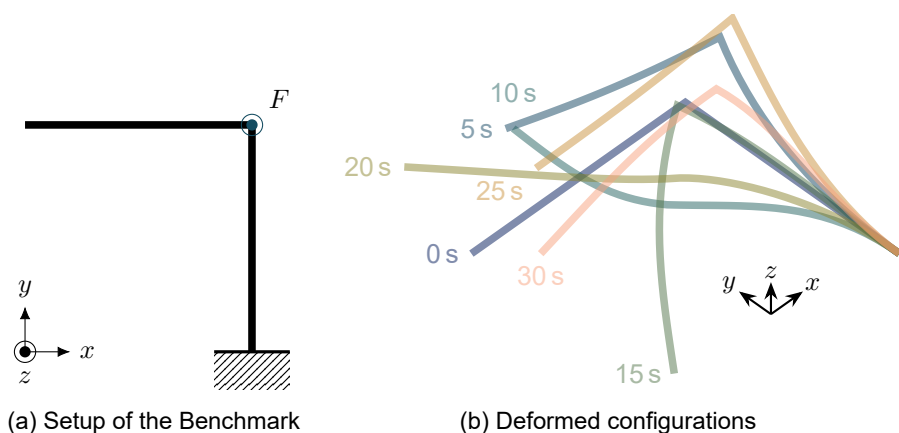 F
10 s
5 s
20 s
25 s
0 s
30 s
15 s
y
x
z
y
z
x
(a) Setup of the Benchmark
(b) Deformed configurations